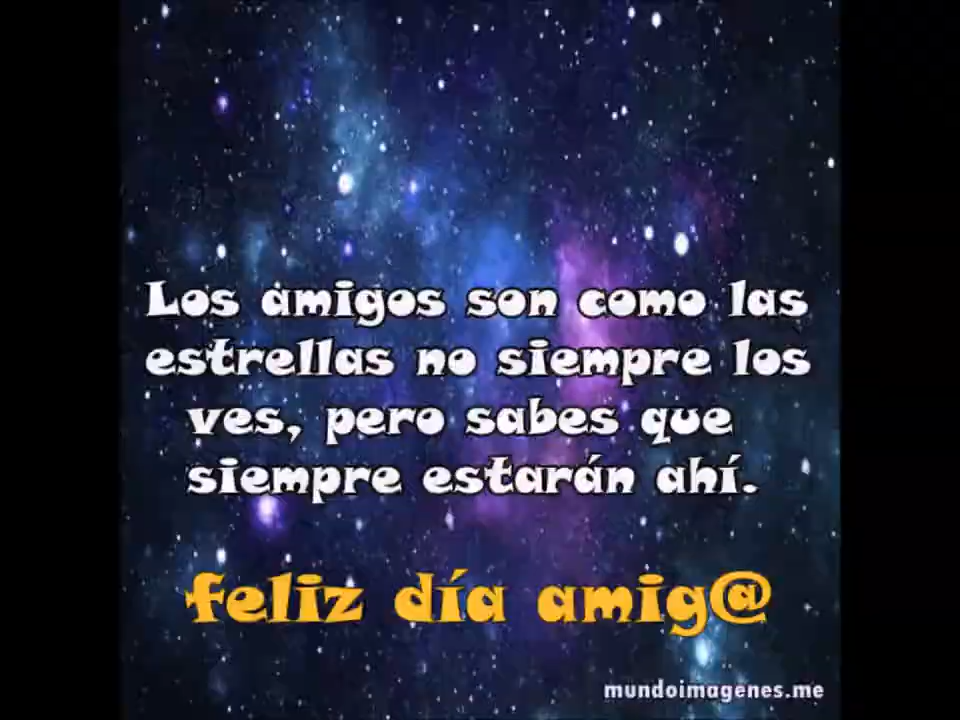 Los amigos son como las
estrellas no siempre los
ves, pero sabes que
siempre estarán ahí.
feliz día amig@
mundoimagenes.me